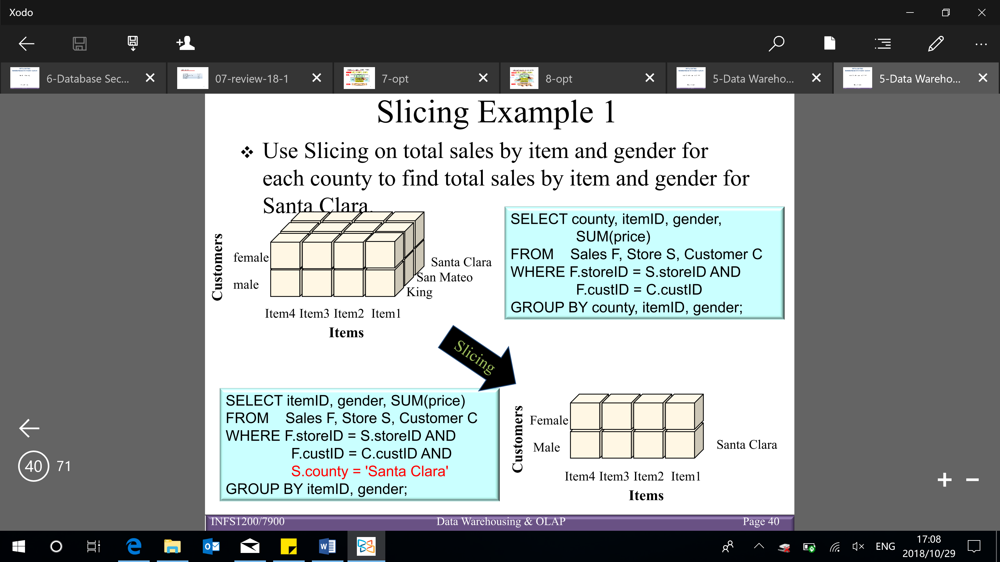 Xodo
6-Database Sec...
07-review-18-1
7-opt
8-opt
5-Data Wareho...
5-Data Wareho...
Slicing Example 1
Use Slicing on total sales by item and gender for
each county to find total sales by item and gender for
Santa Clara.
Customers
female
male
Santa Clara
San Mateo
King
Item4 Item3 Item2 Item1
Items
SELECT county, itemID, gender,
SUM(price)
FROM Sales F, Store S, Customer C
WHERE F.storeID = S.storeID AND
F.custID = C.custID
GROUP BY county, itemID, gender;
Slicing
SELECT itemID, gender, SUM(price)
FROM Sales F, Store S, Customer C
WHERE F.storeID = S.storeID AND
F.custID = C.custID AND
S.county = 'Santa Clara'
GROUP BY itemID, gender;
Customers
Female
Male
Santa Clara
Item4 Item3 Item2 Item1
Items
40 71
INFS1200/7900 Data Warehousing & OLAP Page 40
ENG
17:08
2018/10/29